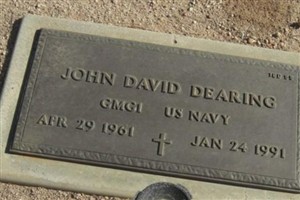 JOHN DAVID DEARING
GMG1 US NAVY
APR 29 1961 JAN 24 1991